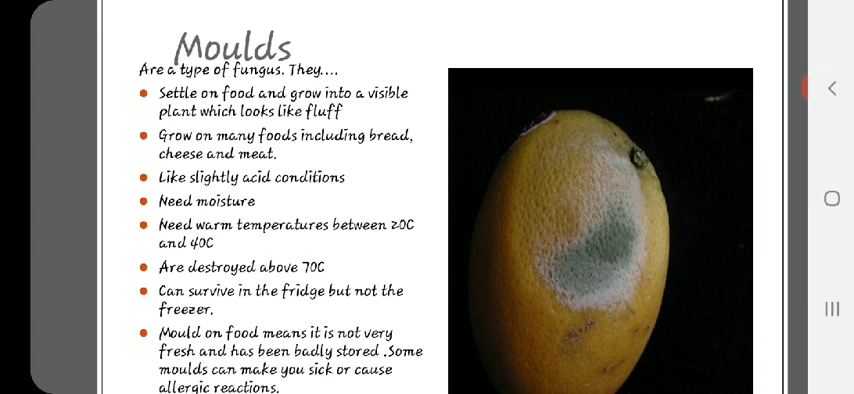 Moulds
Are a type of fungus. They....
Settle on food and grow into a visible
plant which looks like fluff
Grow on many foods including bread,
cheese and meat.
Like slightly acid conditions
Need moisture
Need warm temperatures between 20C
and 40C
Are destroyed above 70C
Can survive in the fridge but not the
freezer.
Mould on food means it is not very
fresh and has been badly stored .Some
moulds can make you sick or cause
allergic reactions.